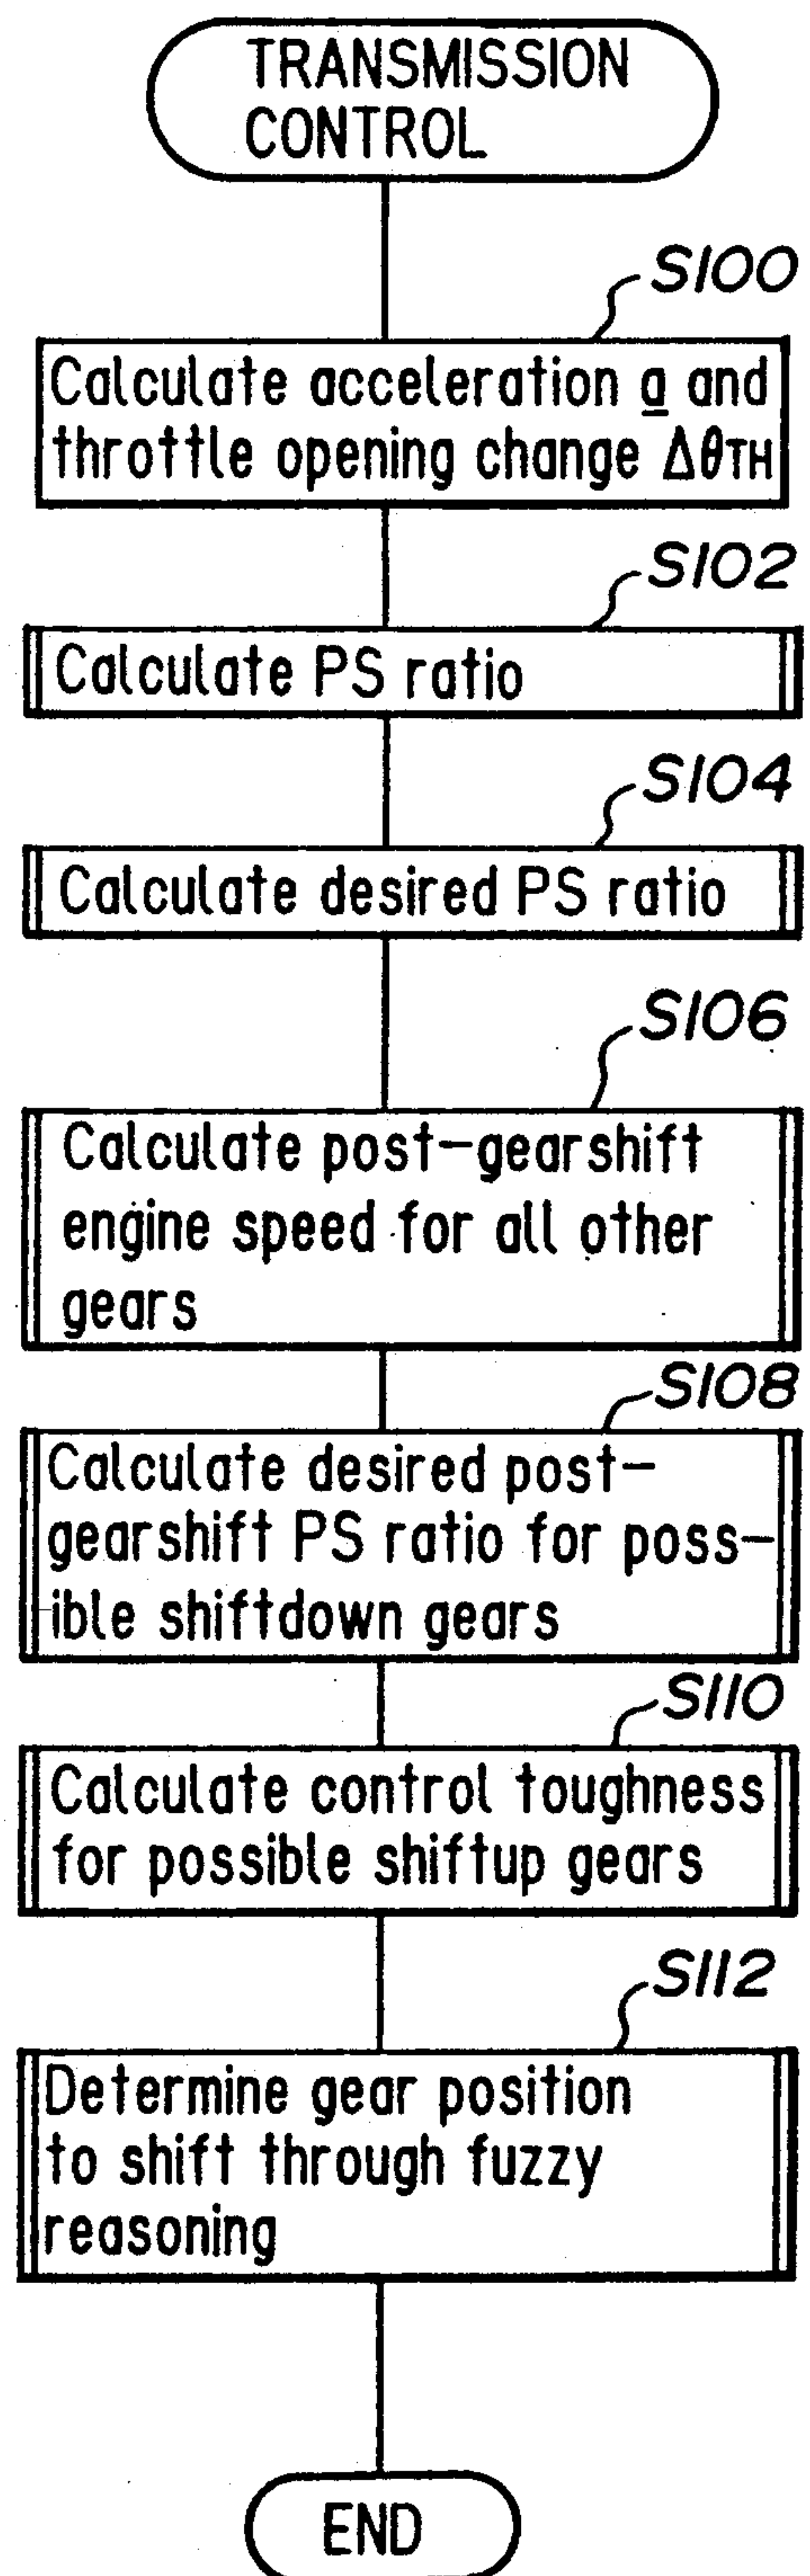 TRANSMISSION
CONTROL
S100
Calculate acceleration a and
throttle opening change ΔθTH
S102
Calculate PS ratio
S104
Calculate desired PS ratio
S106
Calculate post-gearshift
engine speed for all other
gears
S108
Calculate desired post-
gearshift PS ratio for poss-
ible shiftdown gears
S110
Calculate control toughness
for possible shiftup gears
S112
Determine gear position
to shift through fuzzy
reasoning
END